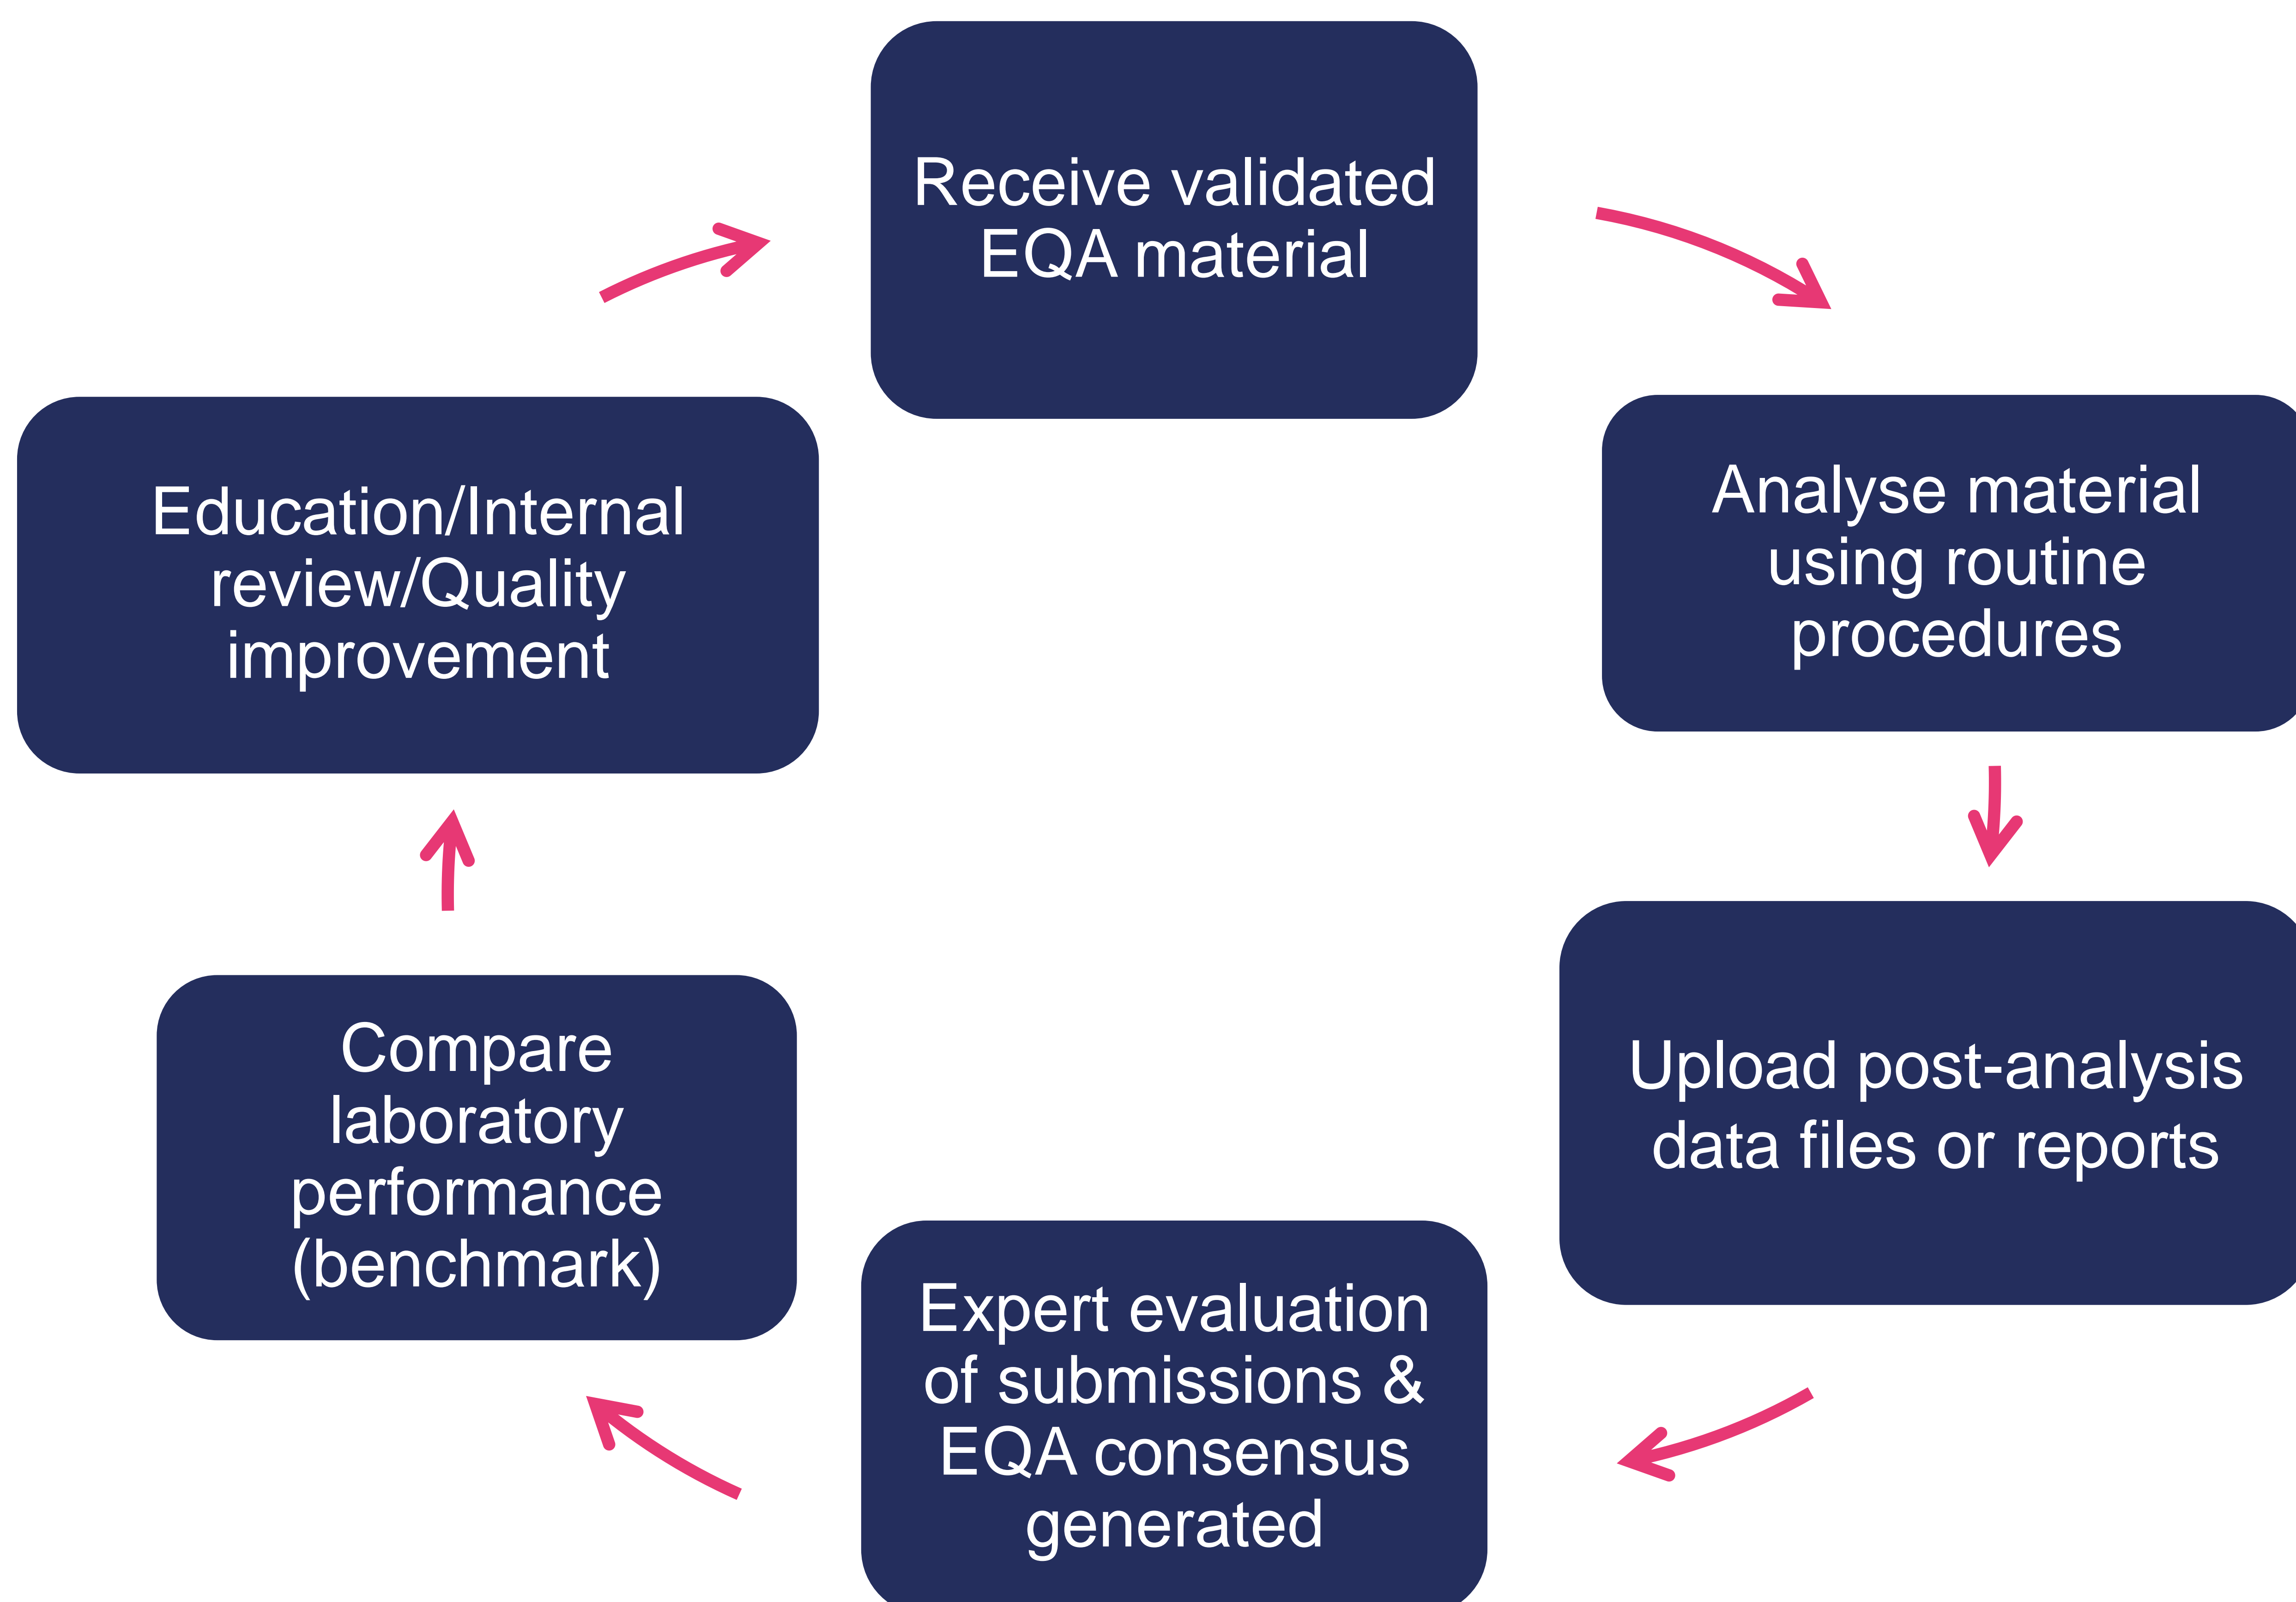 Receive validated
EQA material
Analyse material
using routine
procedures
Upload post-analysis
data files or reports
Expert evaluation
of submissions &
EQA consensus
generated
Compare
laboratory
performance
(benchmark)
Education/Internal
review/Quality
improvement